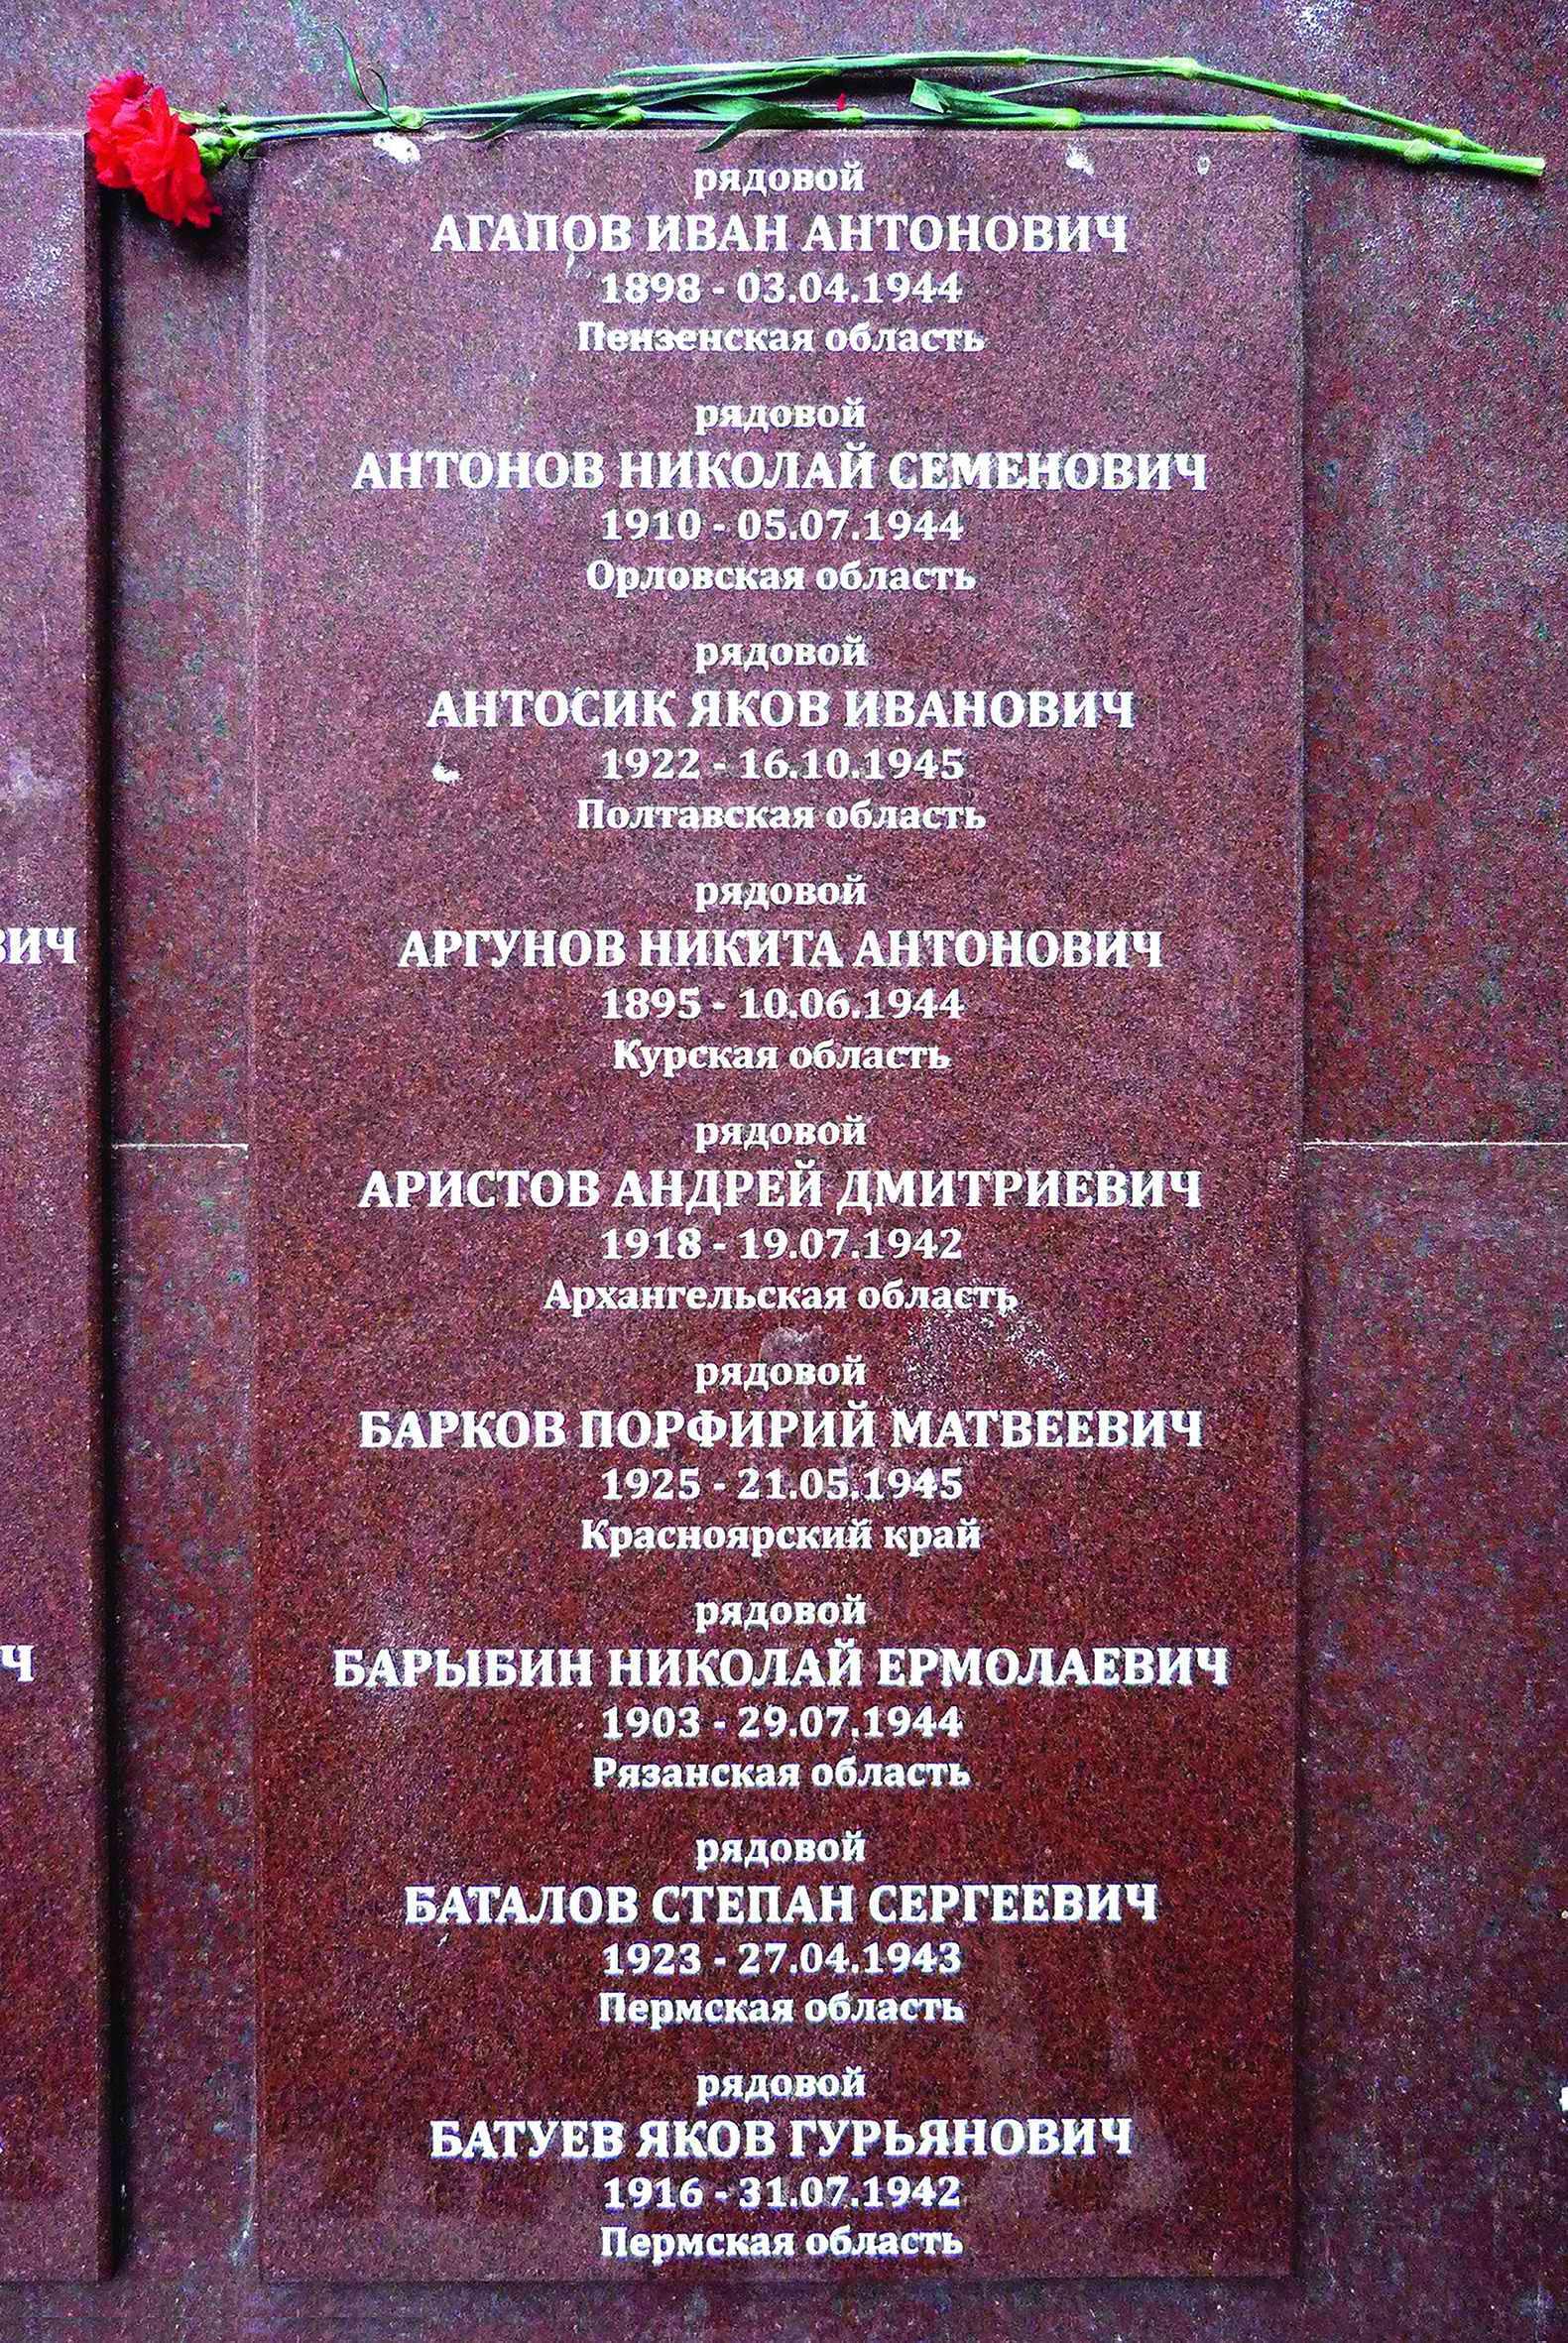 рядовой
АГАПОВ ИВАН АНТОНОВИЧ
1898 - 03.04.1944
Пензенская область
рядовой
АНТОНОВ НИКОЛАЙ СЕМЕНОВИЧ
1910 - 05.07.1944
Орловская область
рядовой
АНТОСИК ЯКОВ ИВАНОВИЧ
1922 - 16.10.1945
Полтавская область
рядовой
АРГУНОВ НИКИТА АНТОНОВИЧ
1895 - 10.06.1944
Курская область
рядовой
АРИСТОВ АНДРЕЙ ДМИТРИЕВИЧ
1918 - 19.07.1942
Архангельская область
рядовой
БАРКОВ ПОРФИРИЙ МАТВЕЕВИЧ
1925 - 21.05.1945
Красноярский край
рядовой
БАРЫБИН НИКОЛАЙ ЕРМОЛАЕВИЧ
1903 - 29.07.1944
Рязанская область
рядовой
БАТАЛОВ СТЕПАН СЕРГЕЕВИЧ
1923 - 27.04.1943
Пермская область
рядовой
БАТУЕВ ЯКОВ ГУРЬЯНОВИЧ
1916 - 31.07.1942
Пермская область